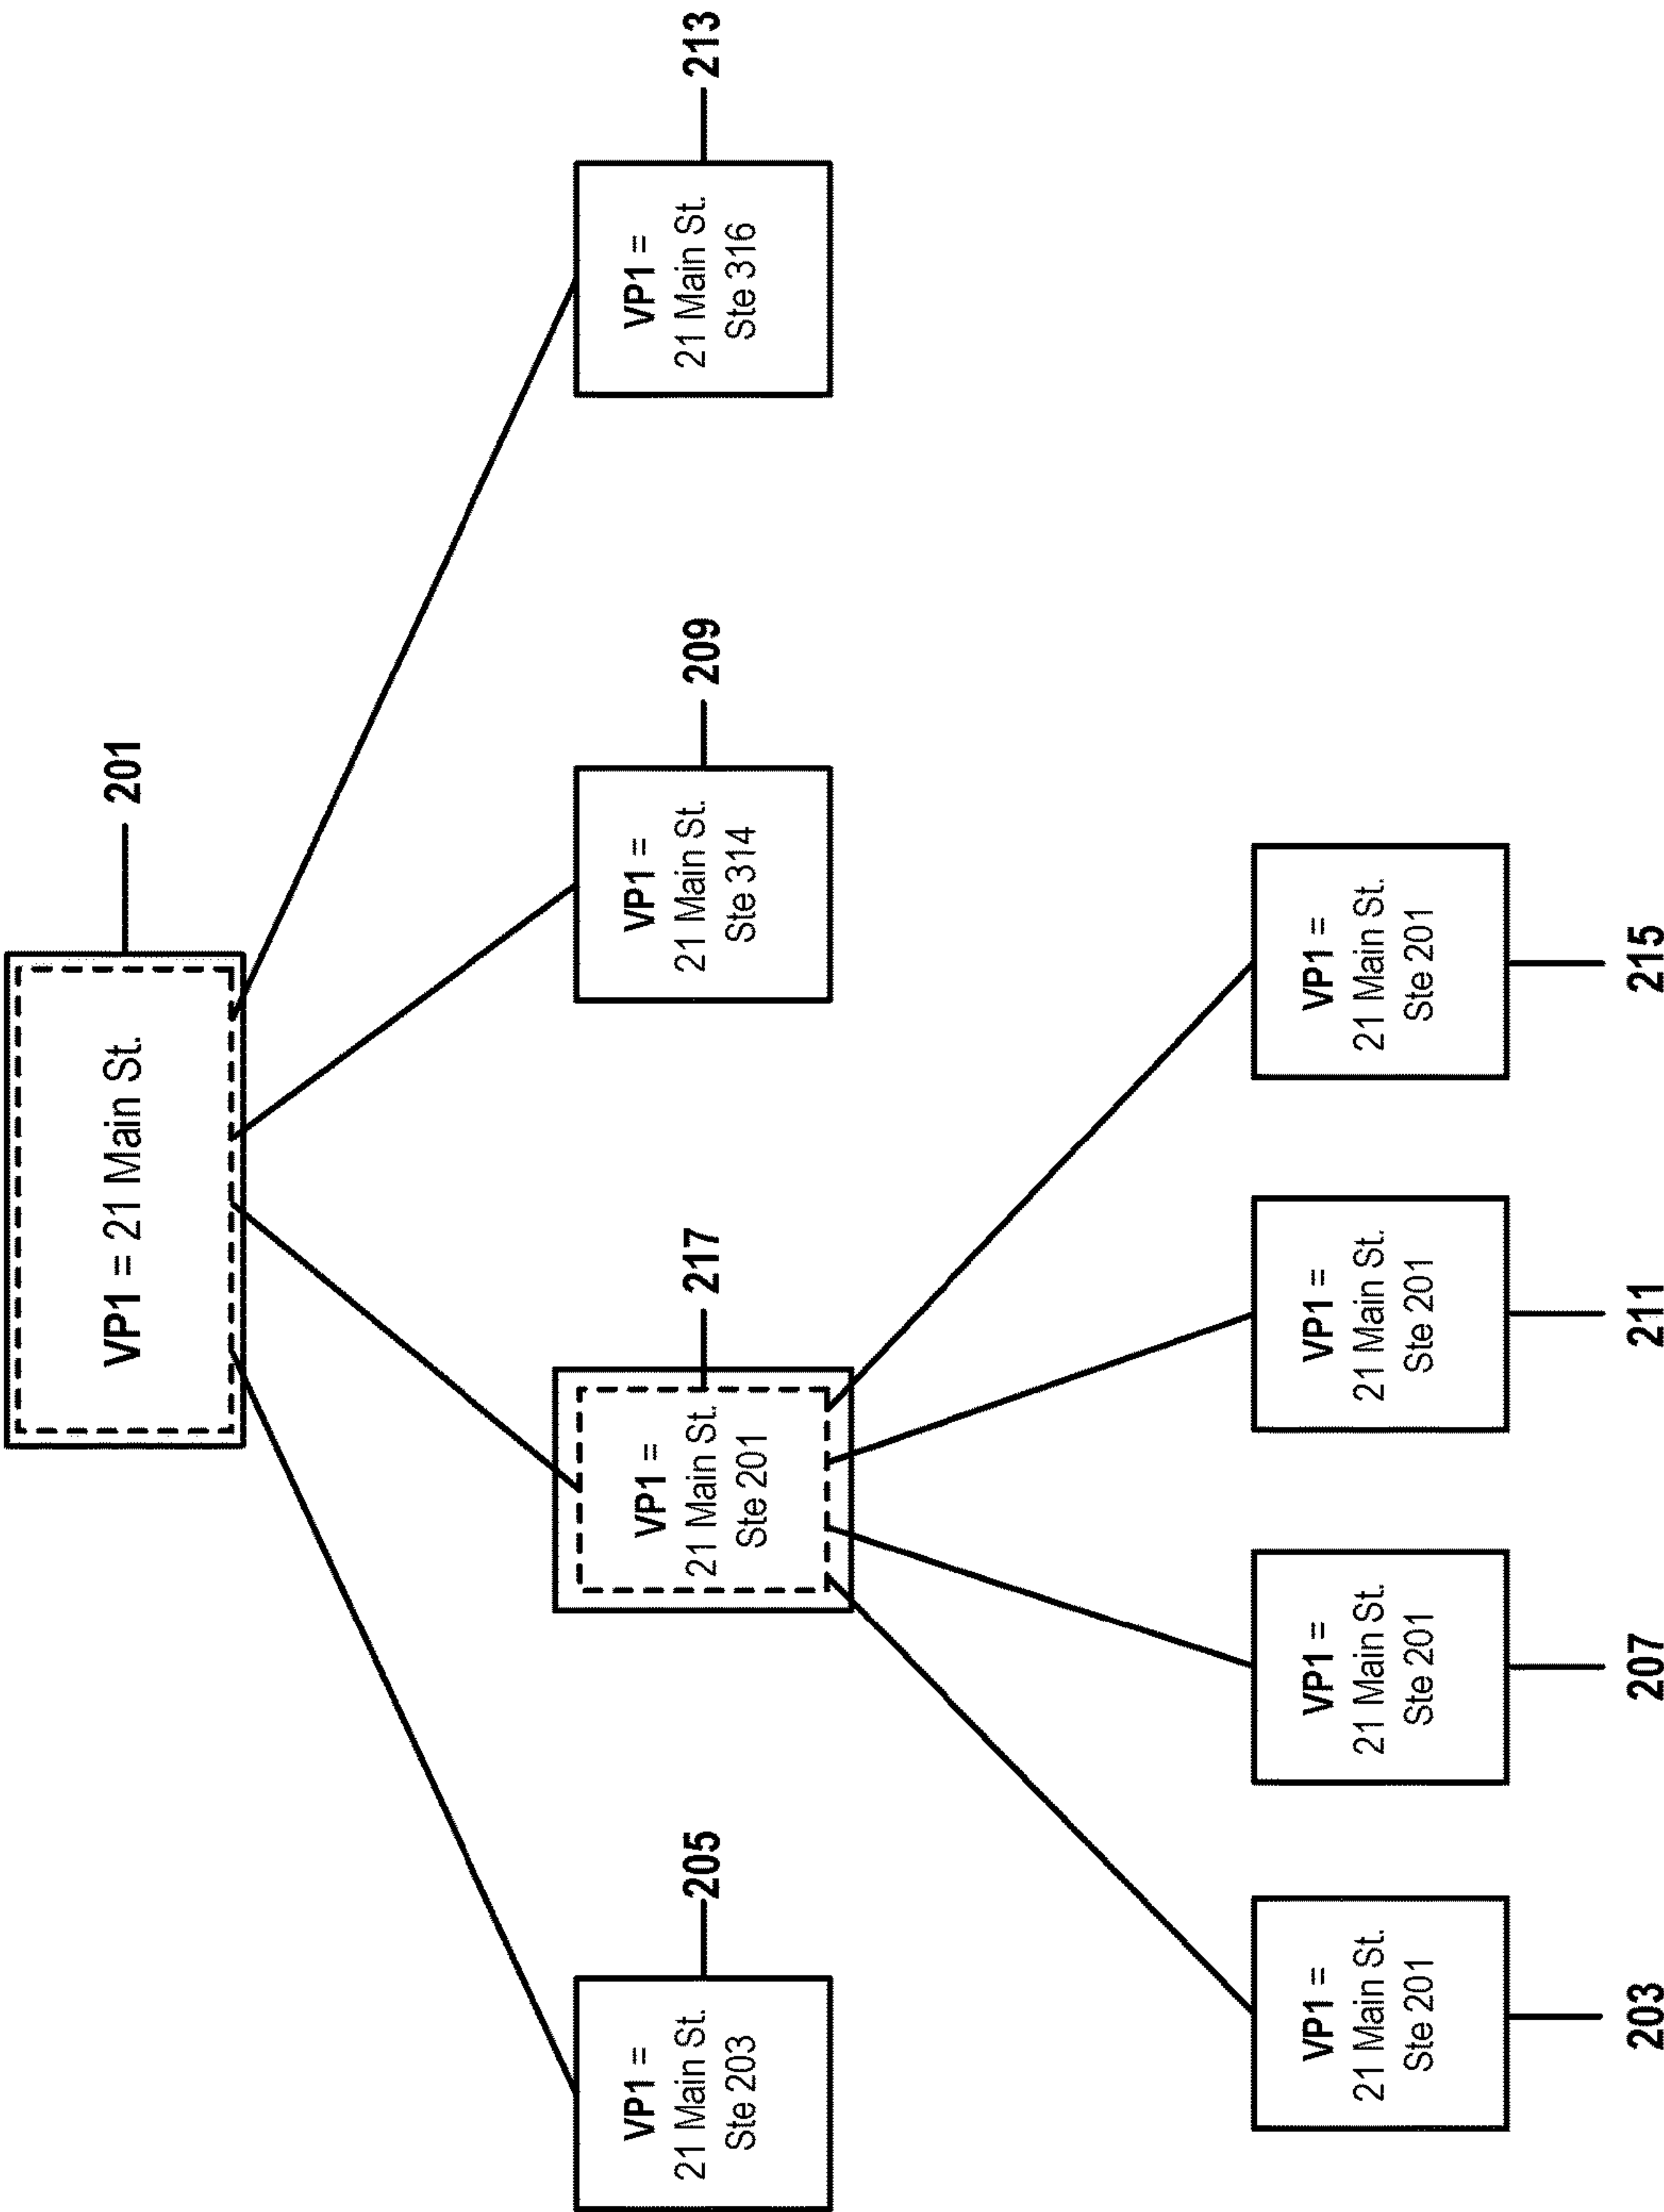 VP1 = 21 Main St.
201
VP1 =
21 Main St.
Ste 203
205
VP1 =
21 Main St.
Ste 201
217
VP1 =
21 Main St.
Ste 314
209
VP1 =
21 Main St.
Ste 316
213
VP1 =
21 Main St.
Ste 201
203
VP1 =
21 Main St.
Ste 201
207
VP1 =
21 Main St.
Ste 201
211
VP1 =
21 Main St.
Ste 201
215